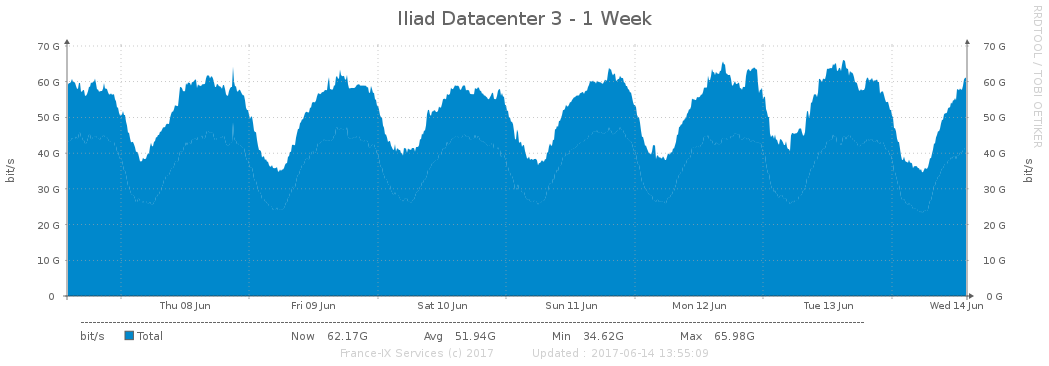 Iliad Datacenter 3 - 1 Week
RRDTOOL / TOBI OETIKER
70 G 70 G
60 G 60 G
50 G 50 G
40 G 40 G
30 G 30 G
20 G 20 G
10 G 10 G
0 0 G
bit/s bit/s
Thu 08 Jun Fri 09 Jun Sat 10 Jun Sun 11 Jun Mon 12 Jun Tue 13 Jun Wed 14 Jun
bit/s Total Now 62.17G Avg 51.94G Min 34.62G Max 65.98G
France-IX Services (c) 2017 Updated : 2017-06-14 13:55:09